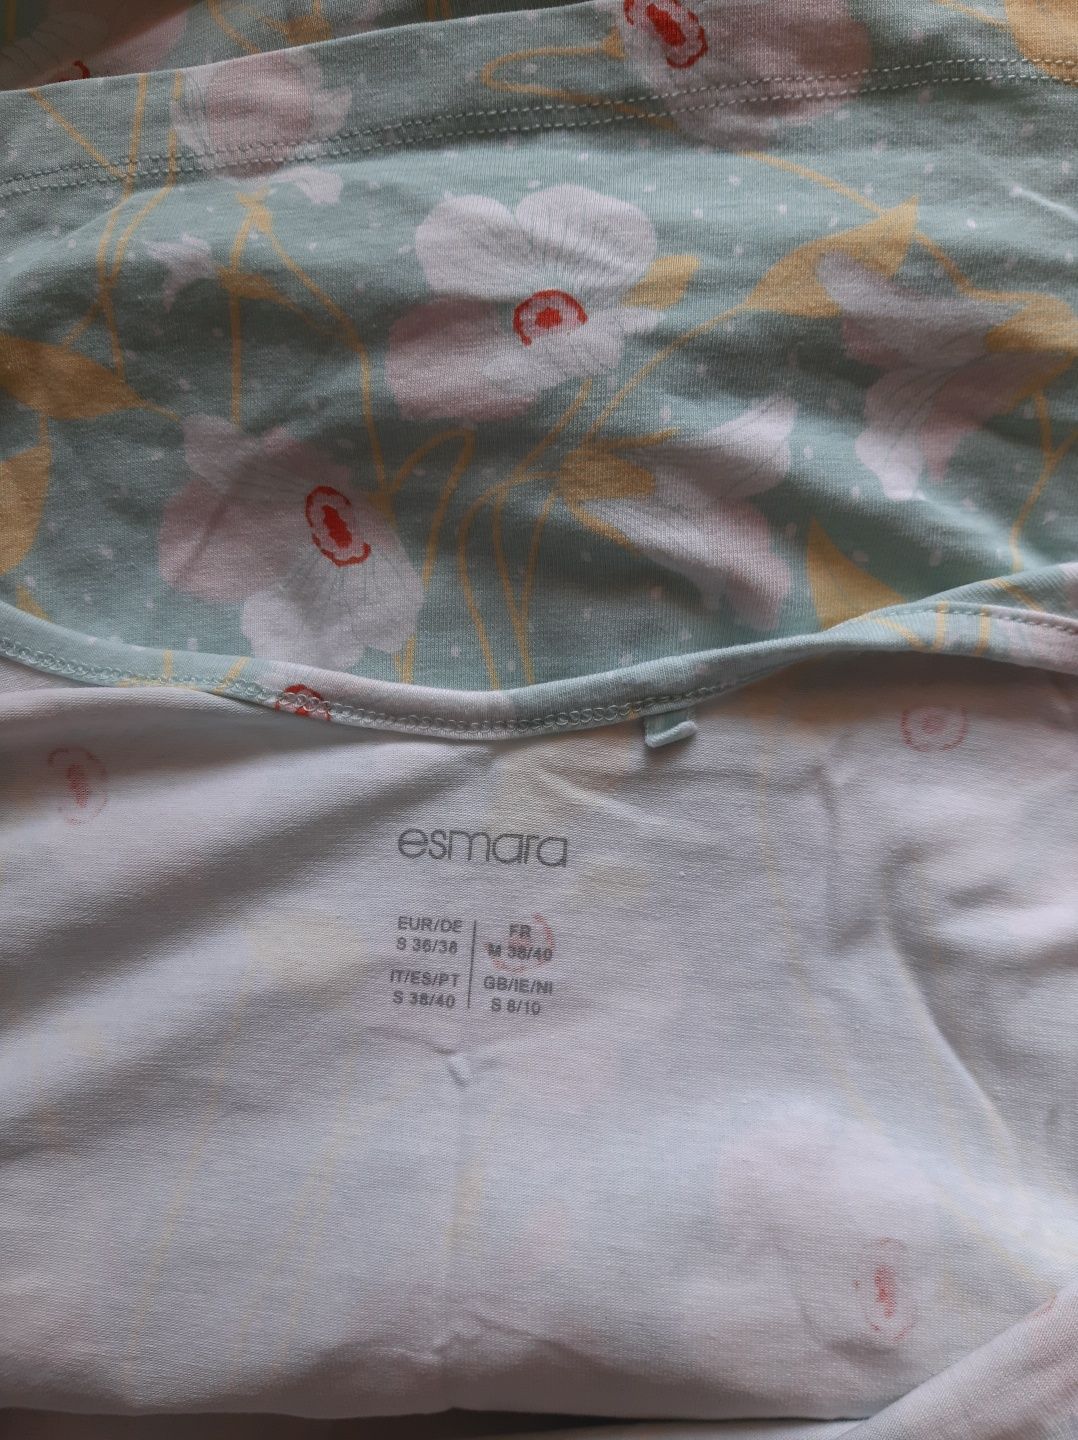 esmara
EUR/DE
S 36/38
FR
M 38/40
IT/ES/PT
S 38/40
GB/IE/NI
S 8/10